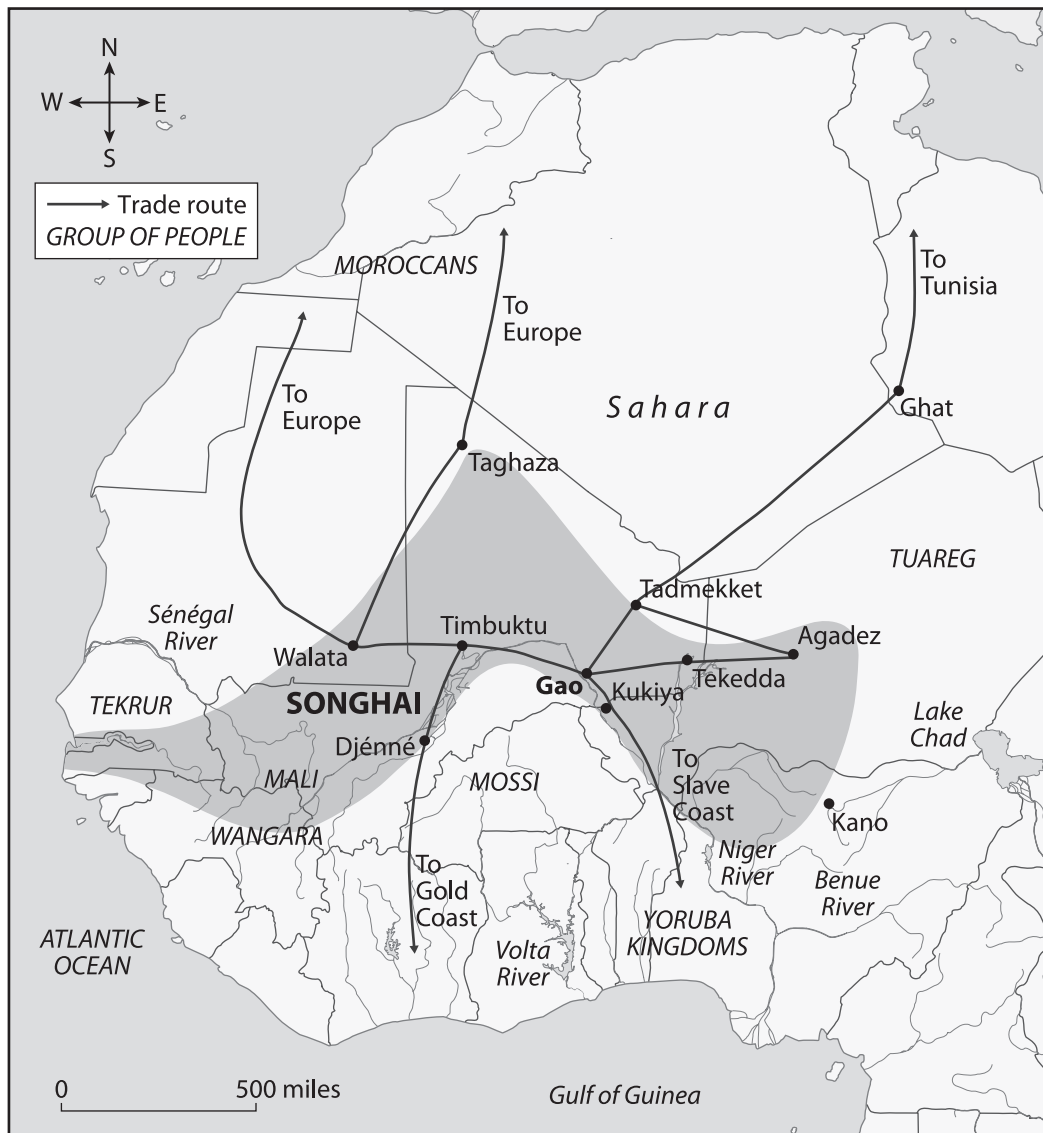 N
W
E
S
Trade route
GROUP OF PEOPLE
MOROCCANS
To
Europe
To
Tunisia
To
Europe
Sahara
Ghat
Taghaza
TUAREG
Tadmekket
Sénégal
River
Timbuktu
Agadez
Walata
Tekedda
Gao
Kukiya
TEKRUR
SONGHAI
Lake
Chad
Djénné
To
Slave
Coast
MALI
MOSSI
Kano
WANGARA
Niger
River
To
Gold
Coast
Benue
River
YORUBA
KINGDOMS
ATLANTIC
OCEAN
Volta
River
0
500 miles
Gulf of Guinea